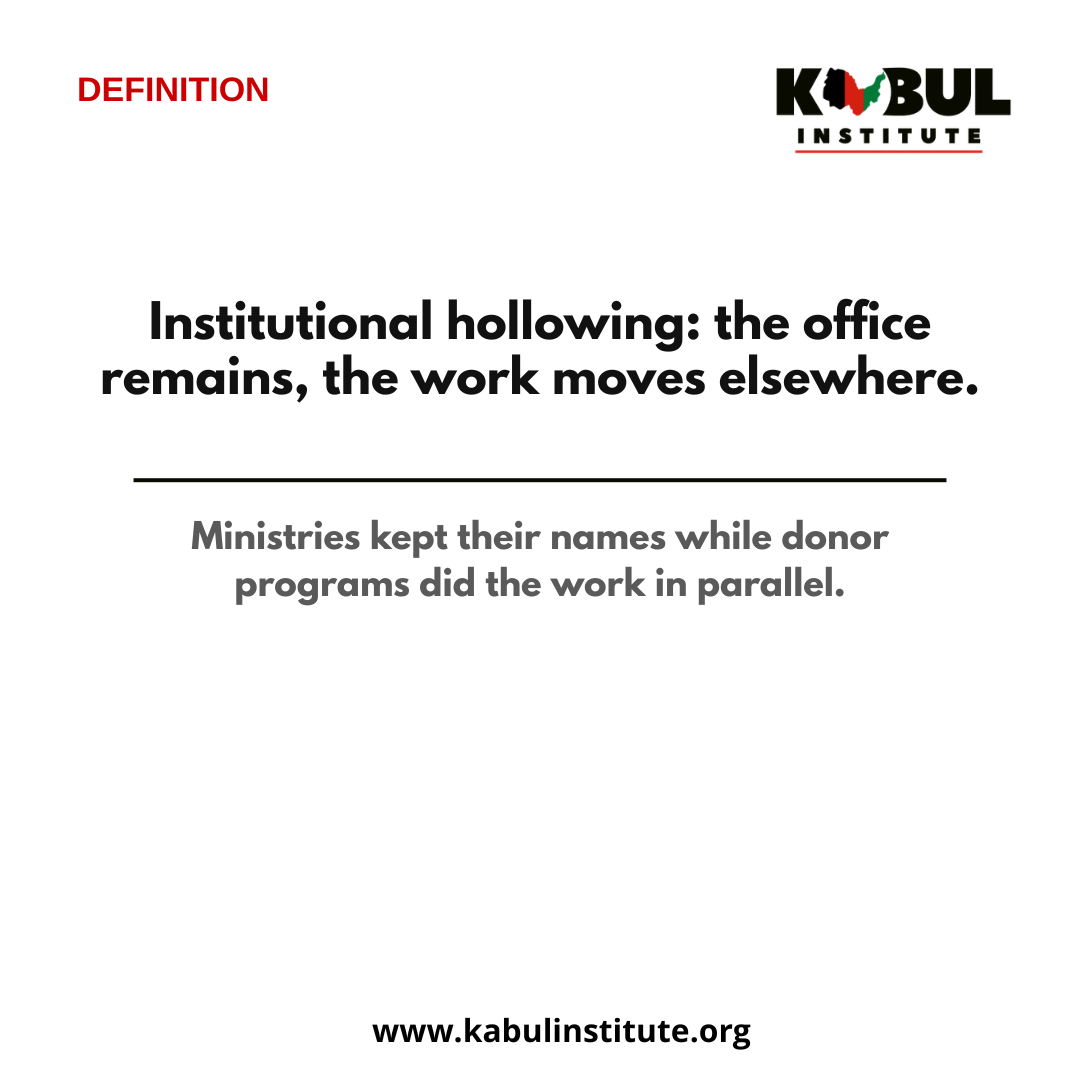 DEFINITION
KABUL
INSTITUTE
Institutional hollowing: the office
remains, the work moves elsewhere.
Ministries kept their names while donor
programs did the work in parallel.
www.kabulinstitute.org